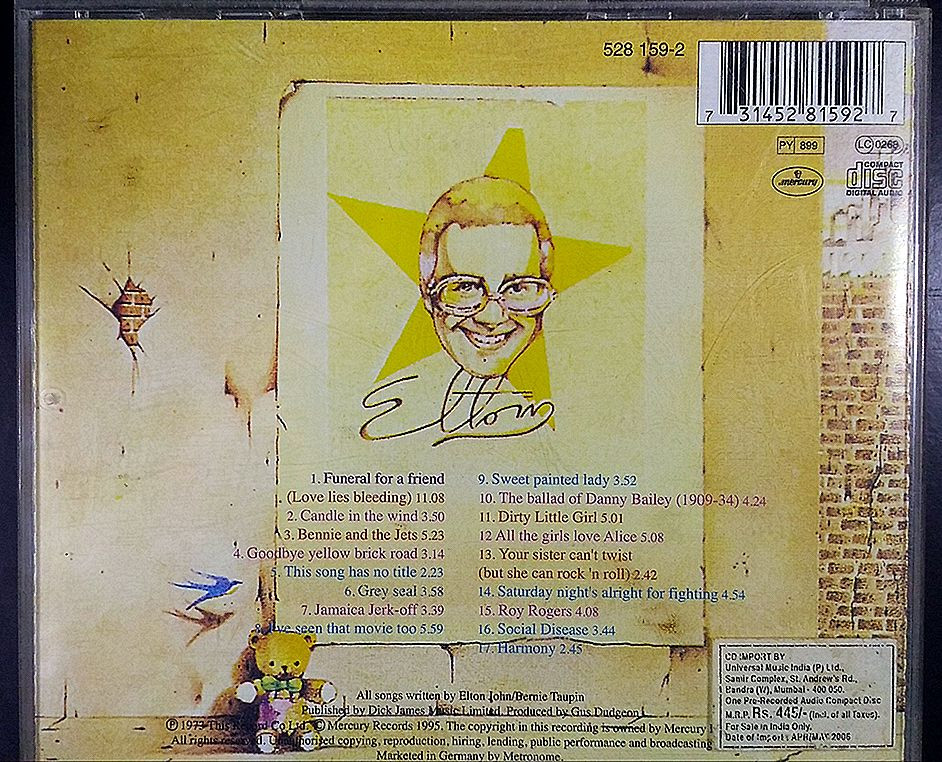 528 159-2
7 31452 81592 7
PY 899
LC 0269
mercury
COMPACT
disc
DIGITAL AUDIO
Elton
1. Funeral for a friend
(Love lies bleeding) 11.08
2. Candle in the wind 3.50
3. Bennie and the Jets 5.23
4. Goodbye yellow brick road 3.14
5. This song has no title 2.23
6. Grey seal 3.58
7. Jamaica Jerk-off 3.39
8. I've seen that movie too 5.59
9. Sweet painted lady 3.52
10. The ballad of Danny Bailey (1909-34) 4.24
11. Dirty Little Girl 5.01
12 All the girls love Alice 5.08
13. Your sister can't twist
(but she can rock 'n roll) 2.42
14. Saturday night's alright for fighting 4.54
15. Roy Rogers 4.08
16. Social Disease 3.44
17. Harmony 2.45
All songs written by Elton John/Bernie Taupin
Published by Dick James Music Limited. Produced by Gus Dudgeon
℗ 1973 This Record Co Ltd. © Mercury Records 1995. The copyright in this recording is owned by Mercury
All rights reserved. Unauthorised copying, reproduction, hiring, lending, public performance and broadcasting
Marketed in Germany by Metronome.
CD IMPORT BY
Universal Music India (P) Ltd.,
Samir Complex, St. Andrew's Rd.,
Bandra (W), Mumbai - 400 050.
One Pre-Recorded Audio Compact Disc
M.R.P. Rs. 445/- (Incl. of all Taxes).
For Sale in India Only.
Date of Import: APR/MAY 2006